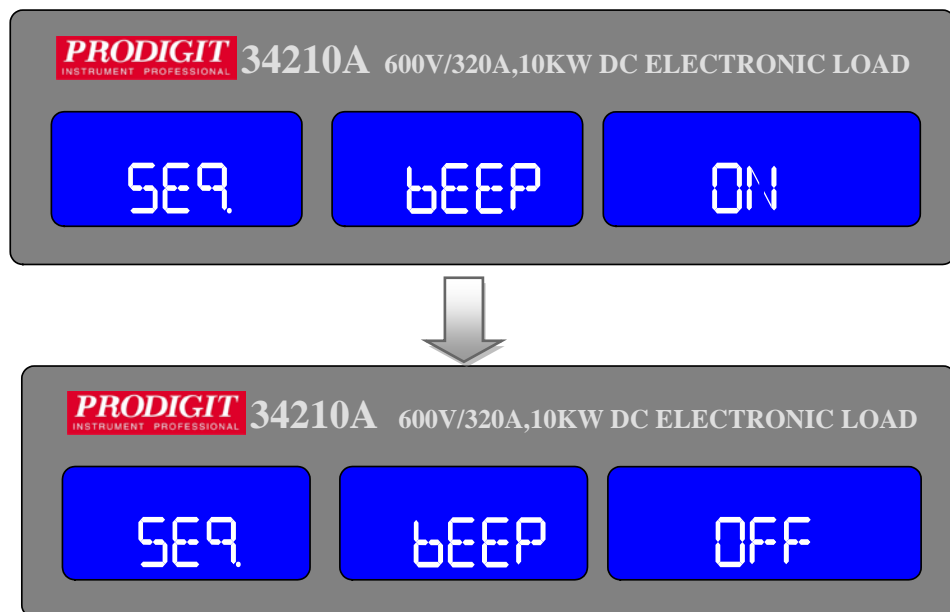 PRODIGIT
INSTRUMENT PROFESSIONAL
34210A 600V/320A,10KW DC ELECTRONIC LOAD
SEq. bEEP ON
PRODIGIT
INSTRUMENT PROFESSIONAL
34210A 600V/320A,10KW DC ELECTRONIC LOAD
SEq. bEEP OFF